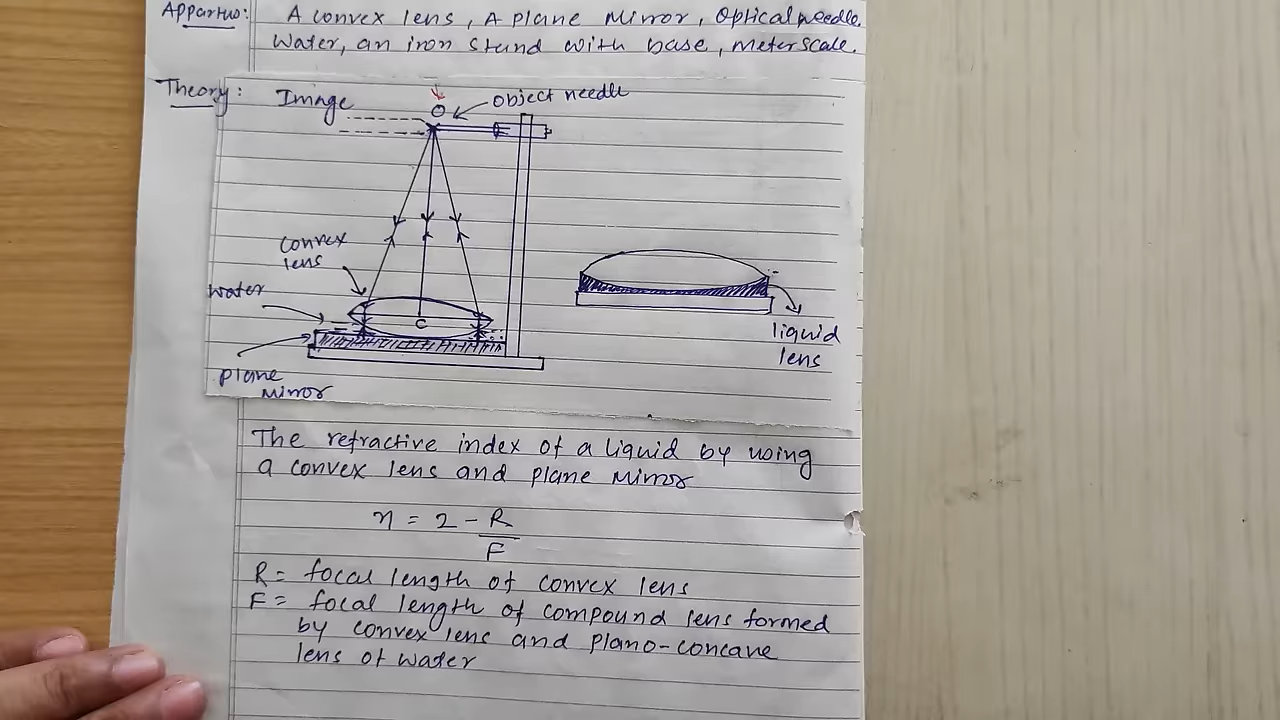 Appartus: A convex lens, A plane Mirror, Optical needle,
Water, an iron stand with base, meter scale.
Theory:
Image
O
object needle
convex
lens
water
C
plane
Mirror
liquid
lens
The refractive index of a liquid by using
a convex lens and plane Mirror
n = 2 - R
F
R = focal length of convex lens
F = focal length of compound lens formed
by convex lens and plano-concave
lens of water